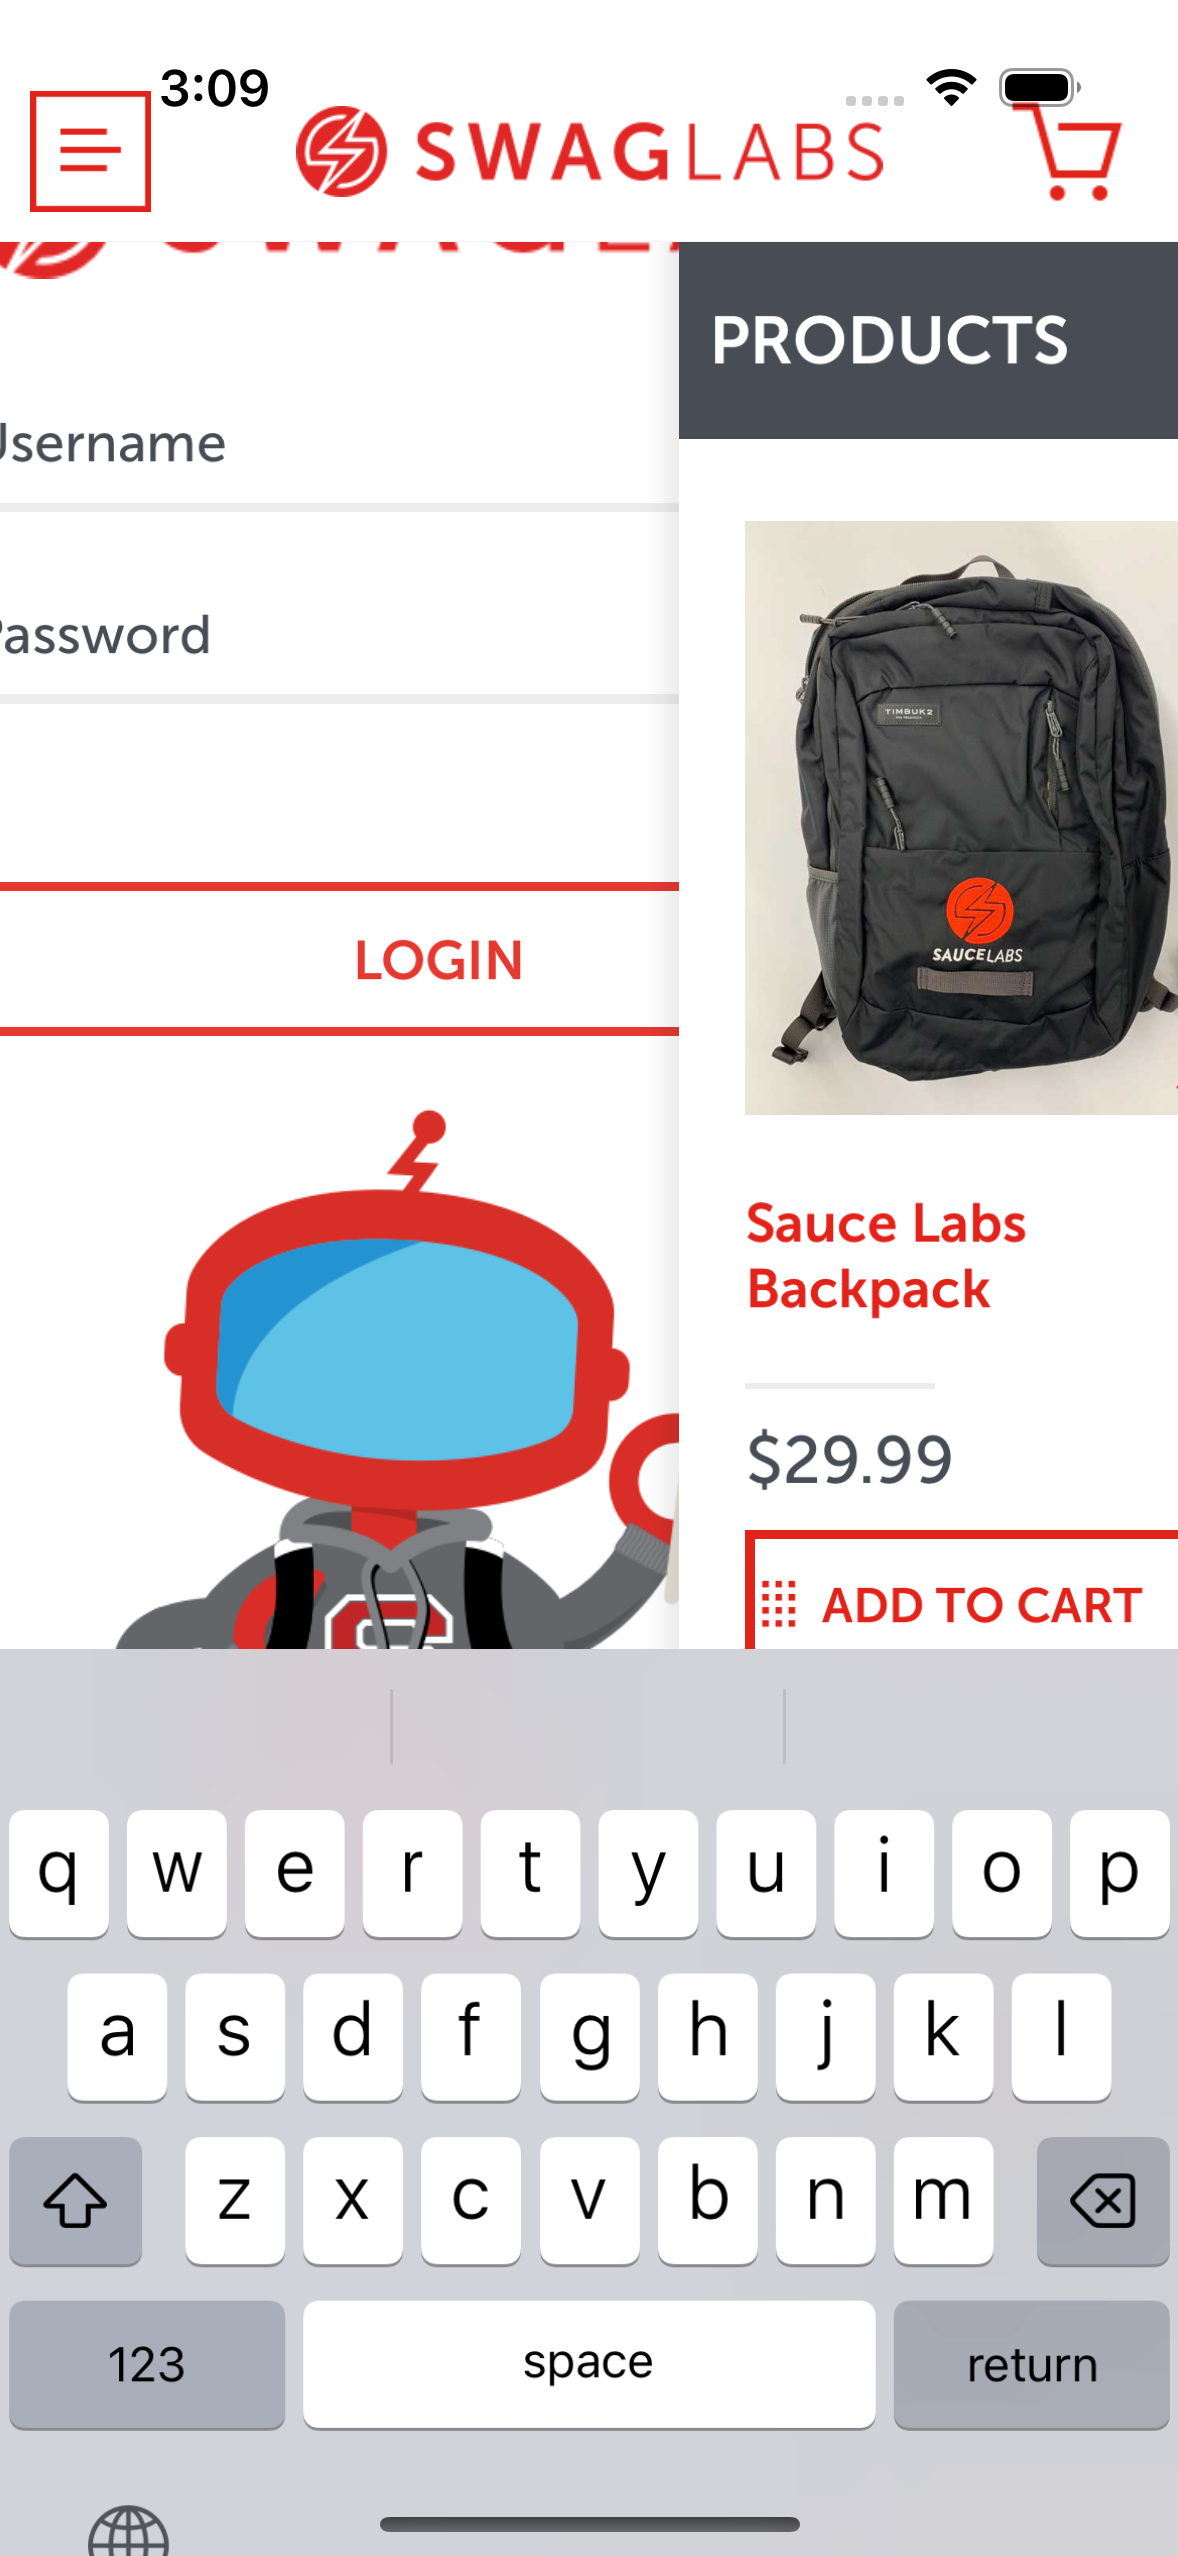 3:09
SWAGLABS
PRODUCTS
Username
Password
TIMBUK2
SAUCELABS
LOGIN
Sauce Labs
Backpack
$29.99
ADD TO CART
q w e r t y u i o p
a s d f g h j k l
z x c v b n m
123 space return